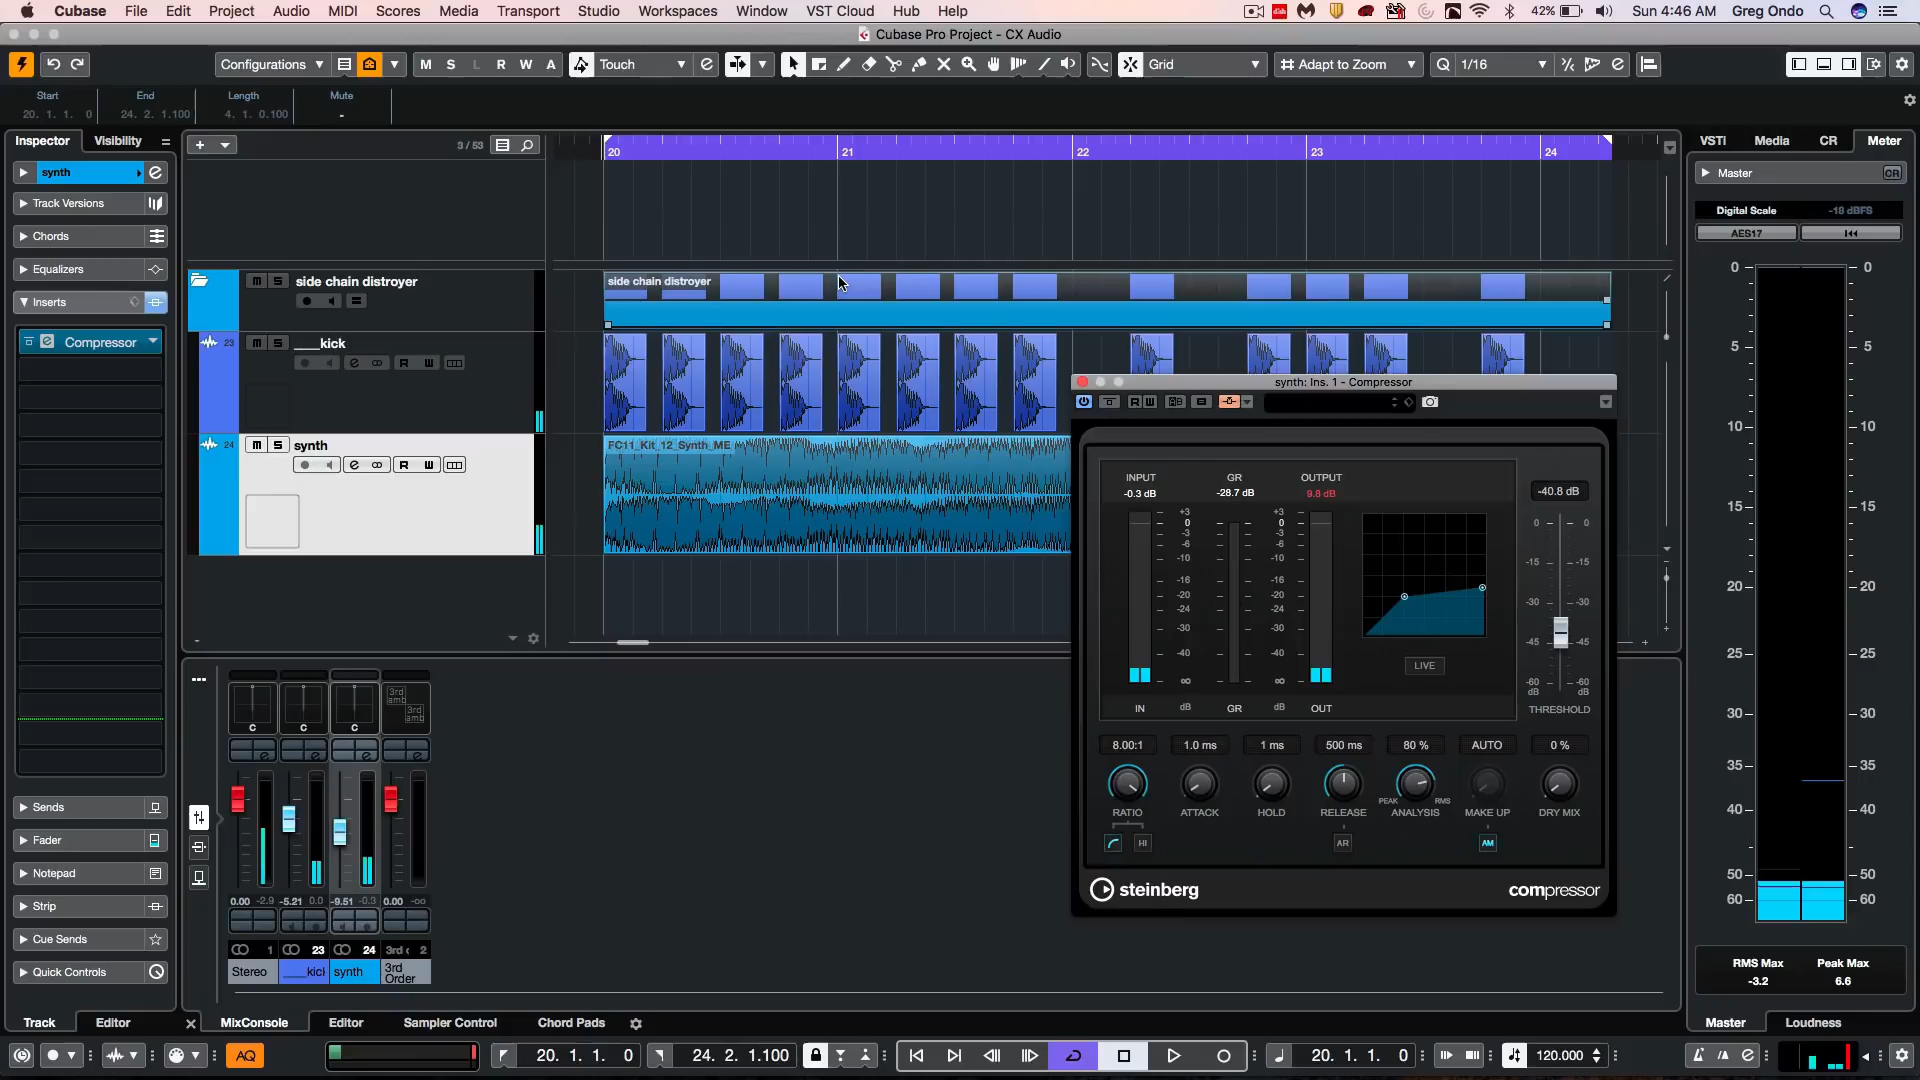 Cubase File Edit Project Audio MIDI Scores Media Transport Studio Workspaces Window VST Cloud Hub Help 42% Sun 4:46 AM Greg Ondo
Cubase Pro Project - CX Audio
Configurations M S L R W A Touch Grid Adapt to Zoom Q 1/16
Start End Length Mute
20. 1. 1. 0 24. 2. 1.100 4. 1. 0.100 -
Inspector Visibility 3 / 53 20 21 22 23 24 VSTi Media CR Meter
synth
Master CR
Track Versions
Digital Scale -18 dBFS
AES17
Chords
Equalizers
Inserts
m S side chain distroyer
side chain distroyer
Compressor
23 m S ____kick
R W
24 m S synth
R W
FC11_Kit_12_Synth_ME
synth: Ins. 1 - Compressor
R W
INPUT GR OUTPUT
-0.3 dB -28.7 dB 9.8 dB
-40.8 dB
+3 +3
0 0
-3 -3
-6 -6
-10 -10
-16 -16
-20 -20
-24 -24
-30 -30
-40 -40
∞ ∞
IN dB GR dB OUT
LIVE
0 0
-15 -15
-30 -30
-45 -45
-60 -60
dB dB
THRESHOLD
8.00:1 1.0 ms 1 ms 500 ms 80 % AUTO 0 %
PEAK RMS
RATIO ATTACK HOLD RELEASE ANALYSIS MAKE UP DRY MIX
HI AR AM
steinberg compressor
0 0
5 5
10 10
15 15
20 20
25 25
30 30
35 35
40 40
50 50
60 60
RMS Max Peak Max
-3.2 6.6
Master Loudness
Sends
Fader
Notepad
Strip
Cue Sends
Quick Controls
C C C 3rd amb 3rd amb
0.00 -2.9 -5.21 0.0 -9.51 -0.3 0.00 -∞
1 23 24 3rd 2
Stereo ____kicl synth 3rd Order
Track Editor MixConsole Editor Sampler Control Chord Pads
AQ 20. 1. 1. 0 24. 2. 1.100 20. 1. 1. 0 120.000